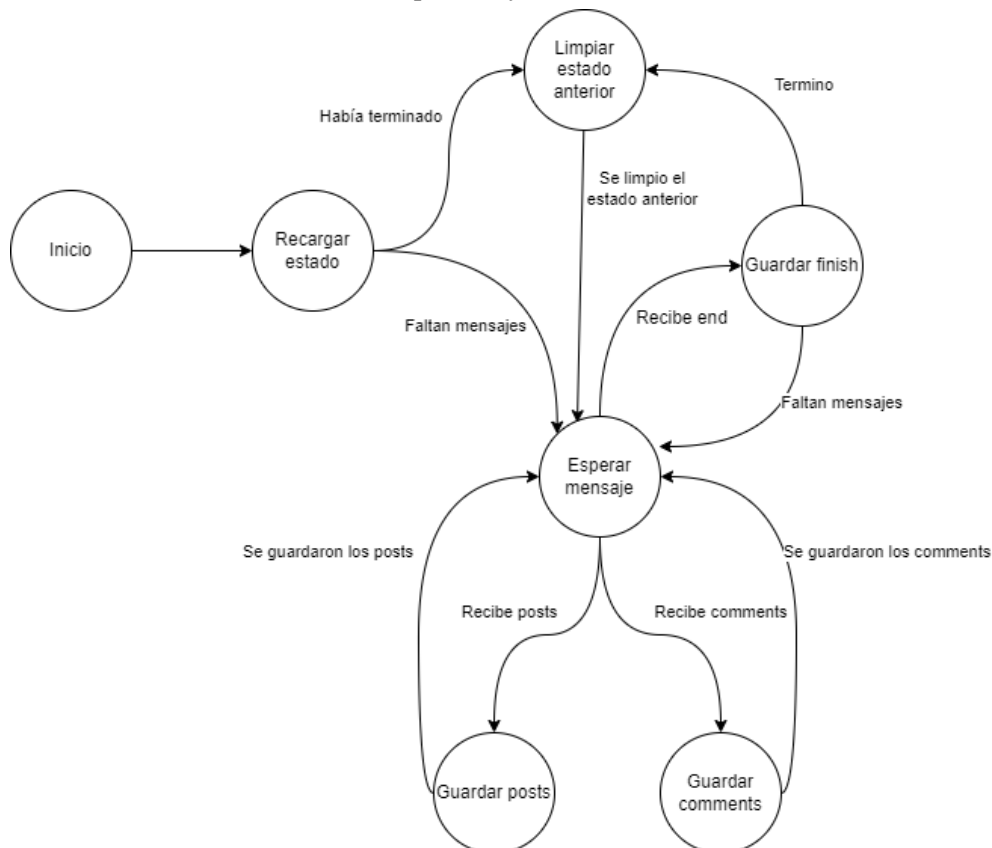 Limpiar
estado
anterior
Termino
Había terminado
Se limpio el
estado anterior
Inicio
Recargar
estado
Guardar finish
Recibe end
Faltan mensajes
Faltan mensajes
Esperar
mensaje
Se guardaron los posts
Se guardaron los comments
Recibe posts
Recibe comments
Guardar posts
Guardar
comments